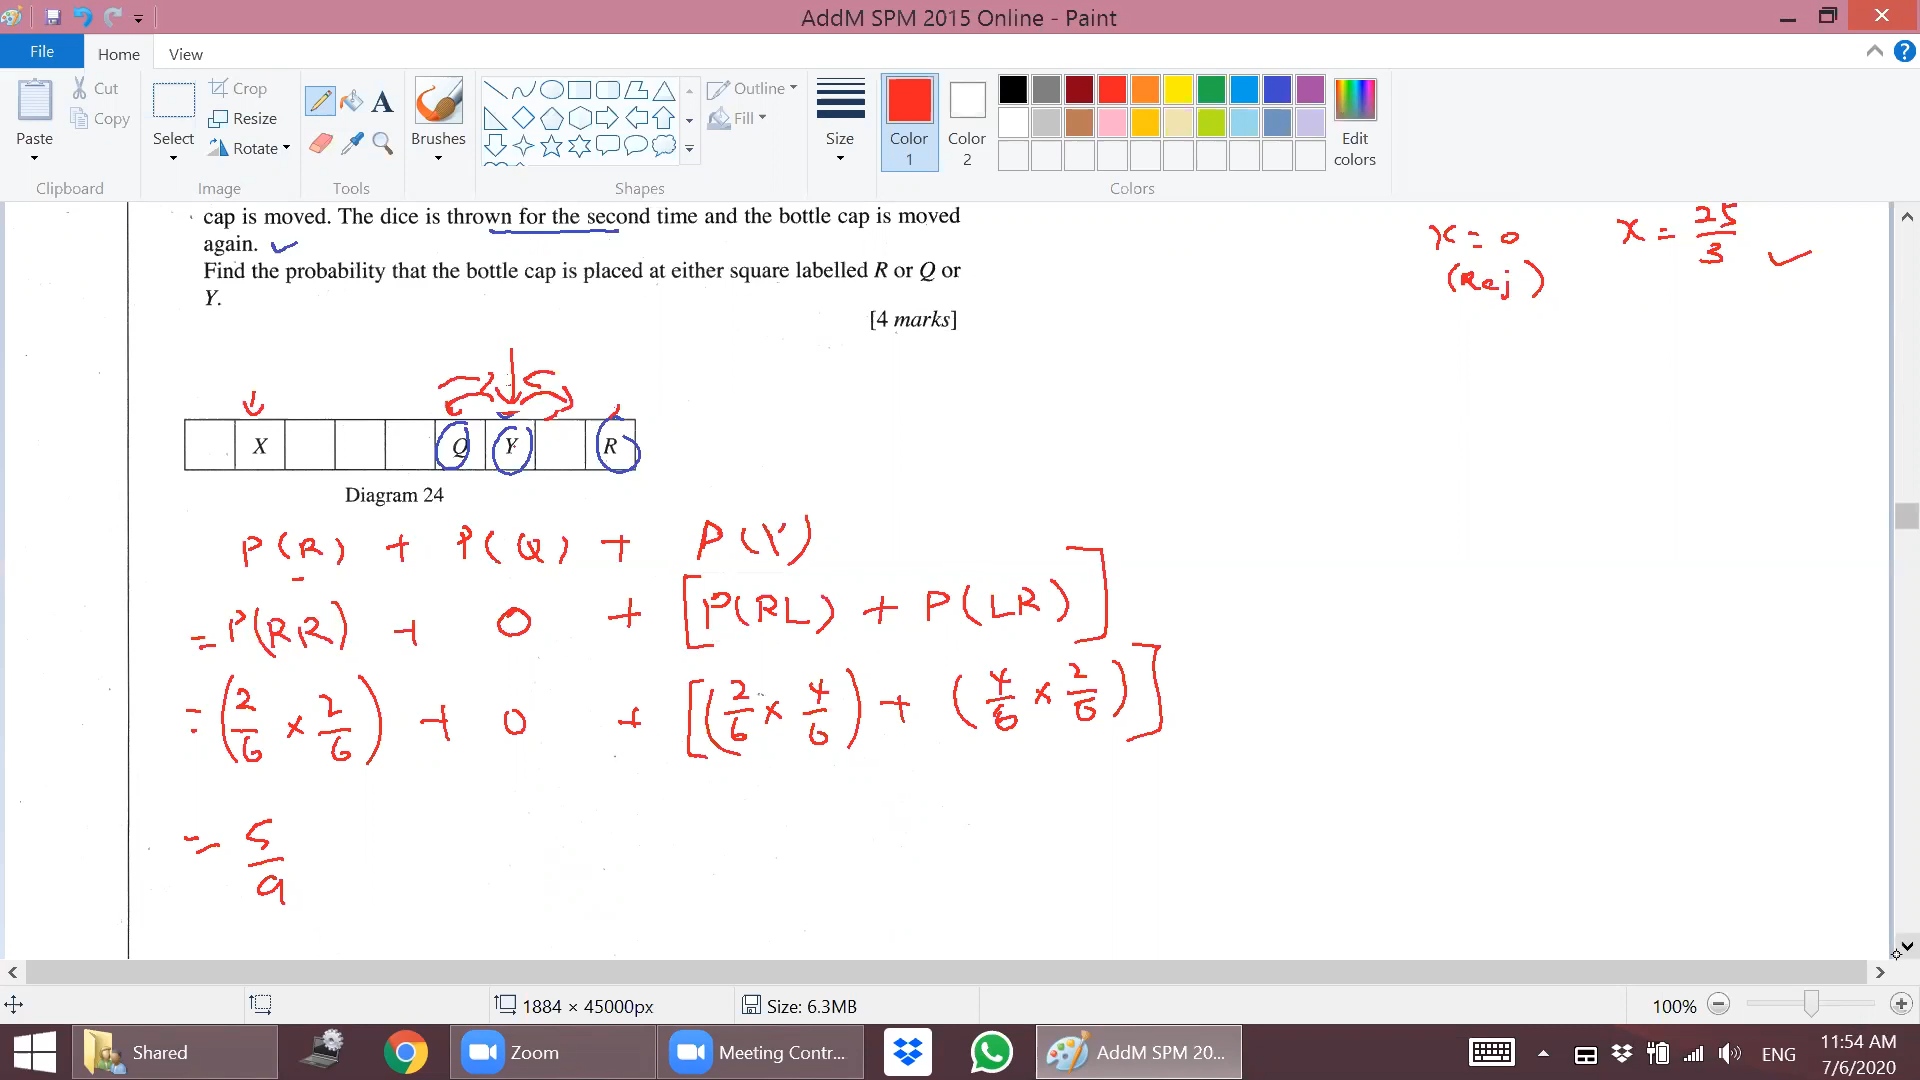 AddM SPM 2015 Online - Paint
File
Home
View
Paste
Cut
Copy
Clipboard
Select
Crop
Resize
Rotate
Image
A
Tools
Brushes
Shapes
Outline
Fill
Size
Color 1
Color 2
Edit colors
Colors
cap is moved. The dice is thrown for the second time and the bottle cap is moved
again. ✓
Find the probability that the bottle cap is placed at either square labelled R or Q or
Y.
[4 marks]
x = 0
(Rej)
x = 25/3 ✓
X Q Y R
Diagram 24
P(R) + P(Q) + P(Y)
= P(RR) + 0 + [P(RL) + P(LR)]
= (2/6 × 2/6) + 0 + [(2/6 × 4/6) + (4/6 × 2/6)]
= 5/9
1884 × 45000px
Size: 6.3MB
100%
Shared
Zoom
Meeting Contr...
AddM SPM 20...
ENG
11:54 AM
7/6/2020